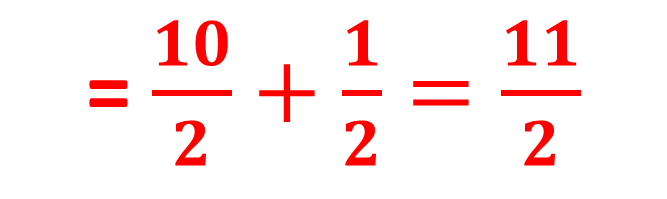 = 10/2 + 1/2 = 11/2